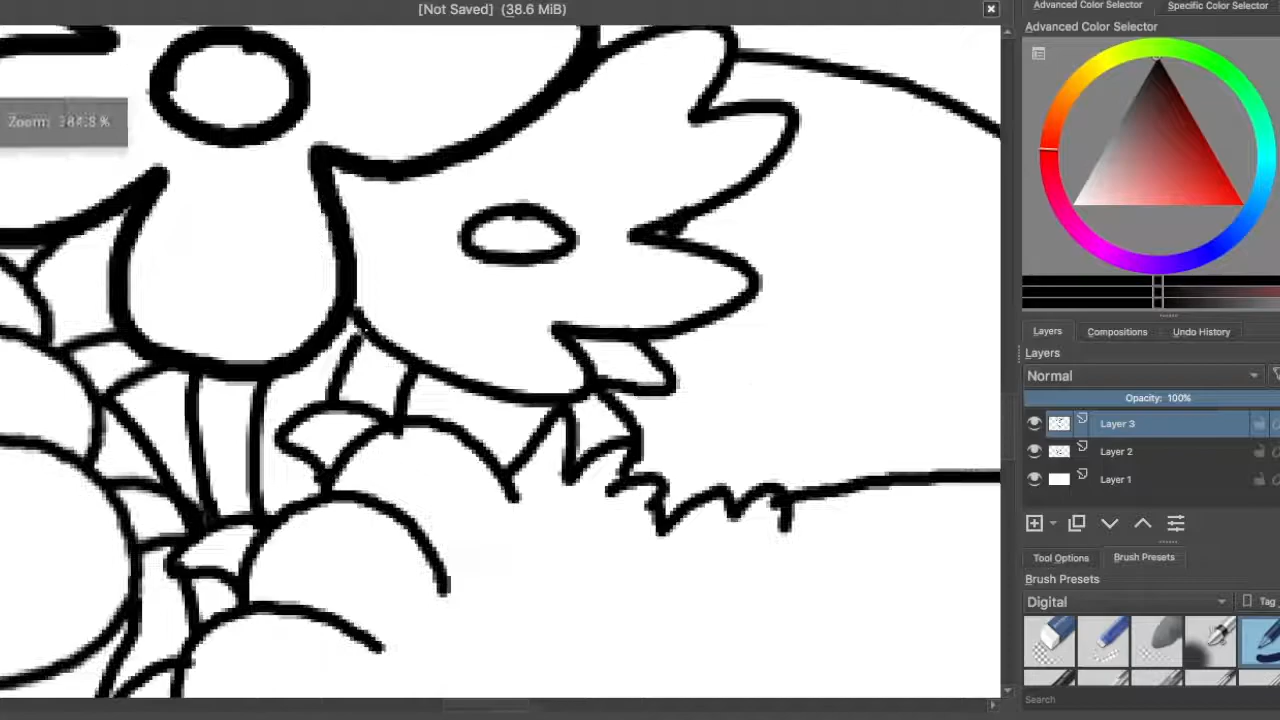 [Not Saved] (38.6 MiB)
Advanced Color Selector
Specific Color Selector
Advanced Color Selector
Zoom:
Layers
Compositions
Undo History
Layers
Normal
Opacity: 100%
Layer 3
Layer 2
Layer 1
Tool Options
Brush Presets
Brush Presets
Digital
Tag
Search